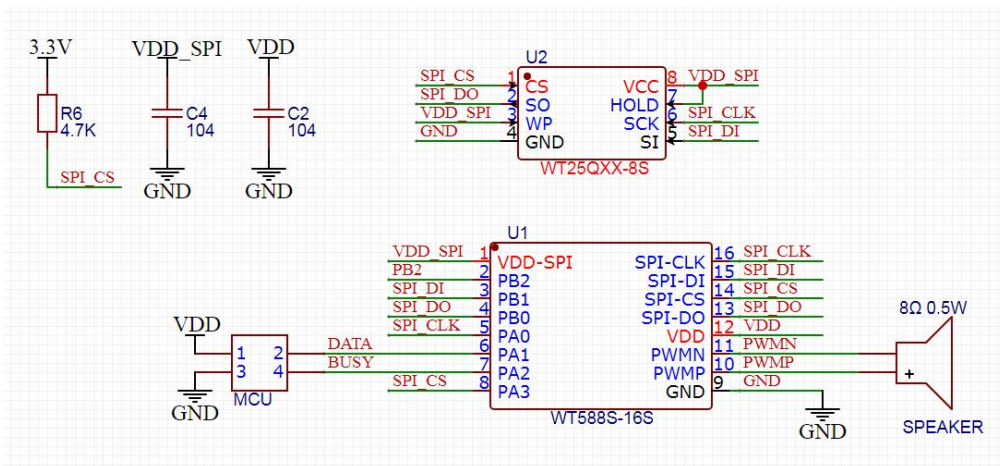 3.3V
VDD_SPI
VDD
R6
4.7K
C4
104
C2
104
SPI_CS
GND
GND
U2
SPI_CS 1 CS VCC 8 VDD_SPI
SPI_DO 2 SO HOLD 7
VDD_SPI 3 WP SCK 6 SPI_CLK
GND 4 GND SI 5 SPI_DI
WT25QXX-8S
U1
VDD_SPI 1 VDD-SPI SPI-CLK 16 SPI_CLK
PB2 2 PB2 SPI-DI 15 SPI_DI
SPI_DI 3 PB1 SPI-CS 14 SPI_CS
SPI_DO 4 PB0 SPI-DO 13 SPI_DO
SPI_CLK 5 PA0 VDD 12 VDD
DATA 6 PA1 PWMN 11 PWMN
BUSY 7 PA2 PWMP 10 PWMP
SPI_CS 8 PA3 GND 9 GND
WT588S-16S
VDD
1 2
3 4
MCU
GND
8Ω 0.5W
+
SPEAKER
GND